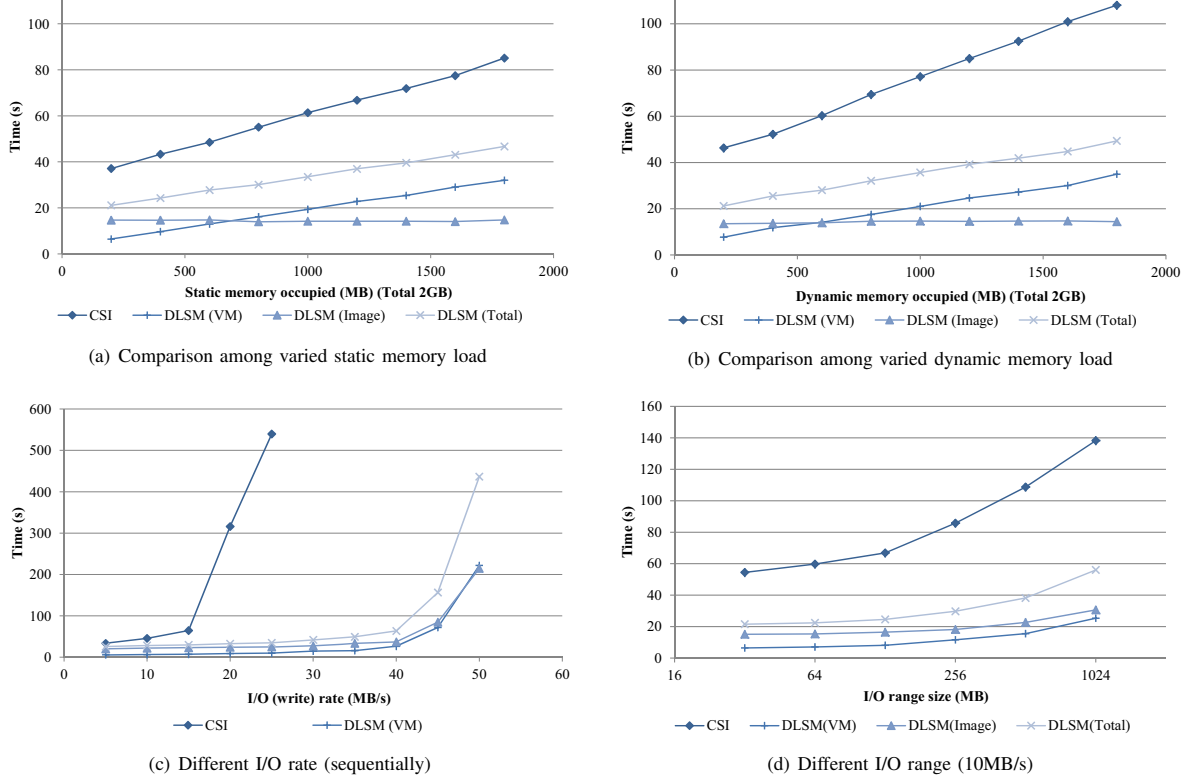 100
80
60
40
20
0
Time (s)
0 500 1000 1500 2000
Static memory occupied (MB) (Total 2GB)
CSI DLSM (VM) DLSM (Image) DLSM (Total)
(a) Comparison among varied static memory load
100
80
60
40
20
0
Time (s)
0 500 1000 1500 2000
Dynamic memory occupied (MB) (Total 2GB)
CSI DLSM (VM) DLSM (Image) DLSM (Total)
(b) Comparison among varied dynamic memory load
600
500
400
300
200
100
0
Time (s)
0 10 20 30 40 50 60
I/O (write) rate (MB/s)
CSI DLSM (VM)
(c) Different I/O rate (sequentially)
160
140
120
100
80
60
40
20
0
Time (s)
16 64 256 1024
I/O range size (MB)
CSI DLSM(VM) DLSM(Image) DLSM(Total)
(d) Different I/O range (10MB/s)